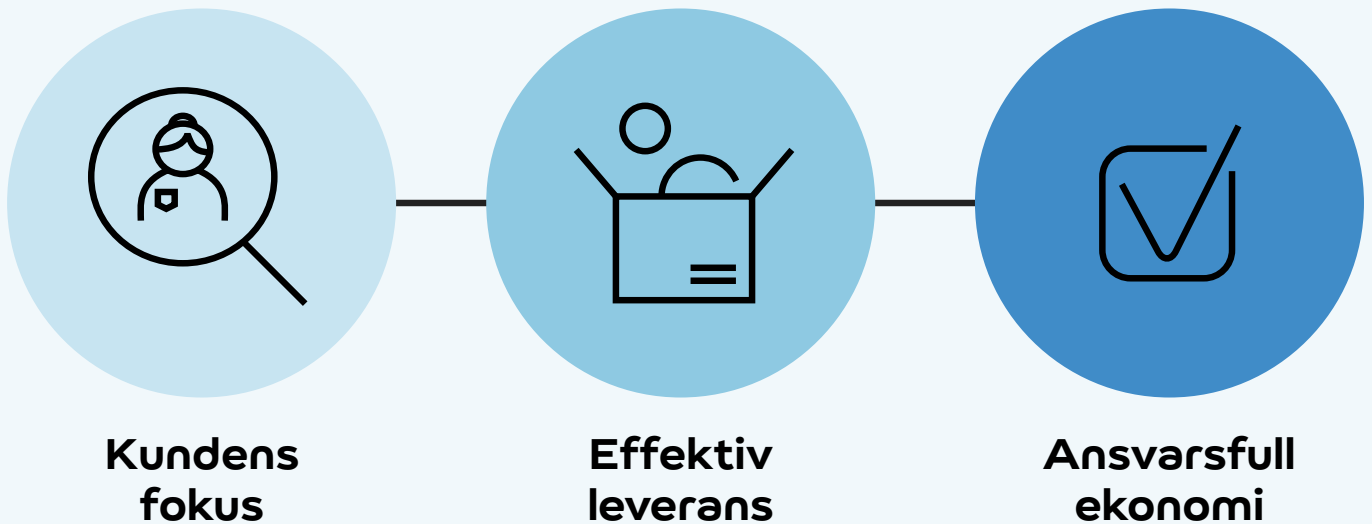 Kundens
fokus
Effektiv
leverans
Ansvarsfull
ekonomi